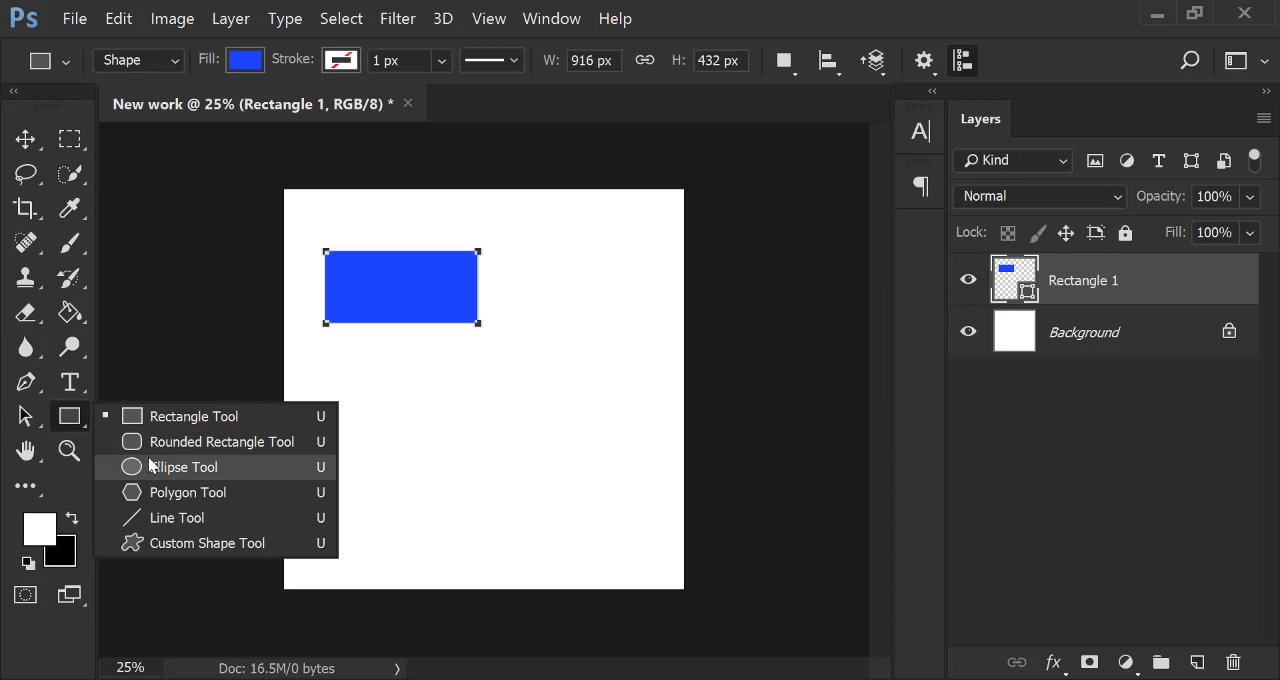 Ps File Edit Image Layer Type Select Filter 3D View Window Help
Shape Fill: Stroke: 1 px W: 916 px H: 432 px
New work @ 25% (Rectangle 1, RGB/8) * ×
A|
Layers
Kind
Normal Opacity: 100%
Lock: Fill: 100%
Rectangle 1
Background
T
Rectangle Tool U
Rounded Rectangle Tool U
Ellipse Tool U
Polygon Tool U
Line Tool U
Custom Shape Tool U
25% Doc: 16.5M/0 bytes
fx